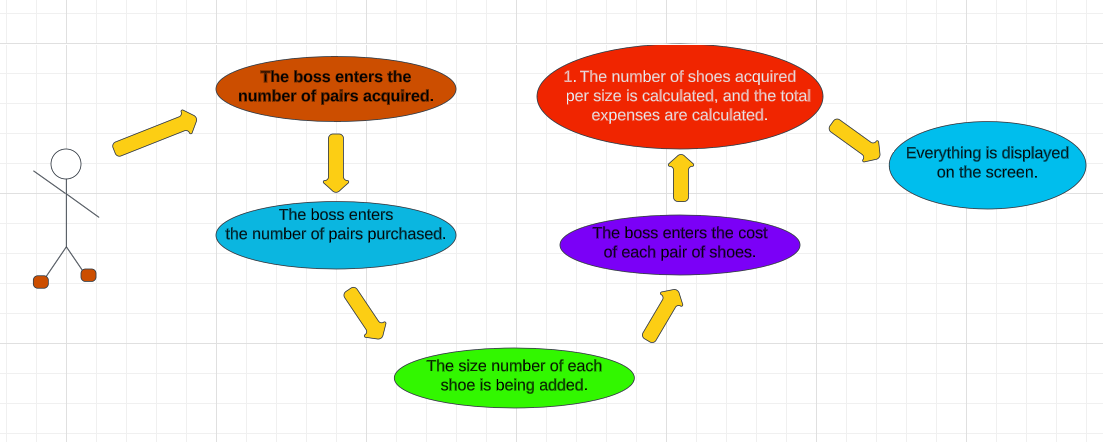 The boss enters the
number of pairs acquired.
The boss enters
the number of pairs purchased.
The size number of each
shoe is being added.
The boss enters the cost
of each pair of shoes.
1. The number of shoes acquired
per size is calculated, and the total
expenses are calculated.
Everything is displayed
on the screen.